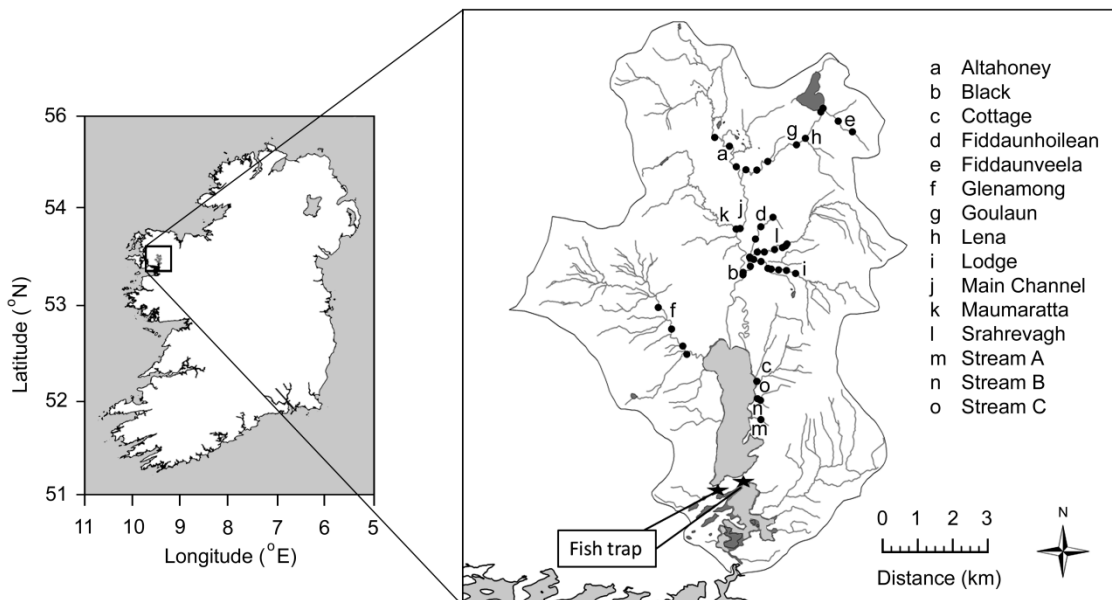 56
54
53
52
51
11 10 9 8 7 6 5
Latitude (°N)
Longitude (°E)
a
g
h
e
j
k
d
l
b
i
f
c
o
n
m
Fish trap
a Altahoney
b Black
c Cottage
d Fiddaunhoilean
e Fiddaunveela
f Glenamong
g Goulaun
h Lena
i Lodge
j Main Channel
k Maumaratta
l Srahrevagh
m Stream A
n Stream B
o Stream C
0 1 2 3
Distance (km)
N